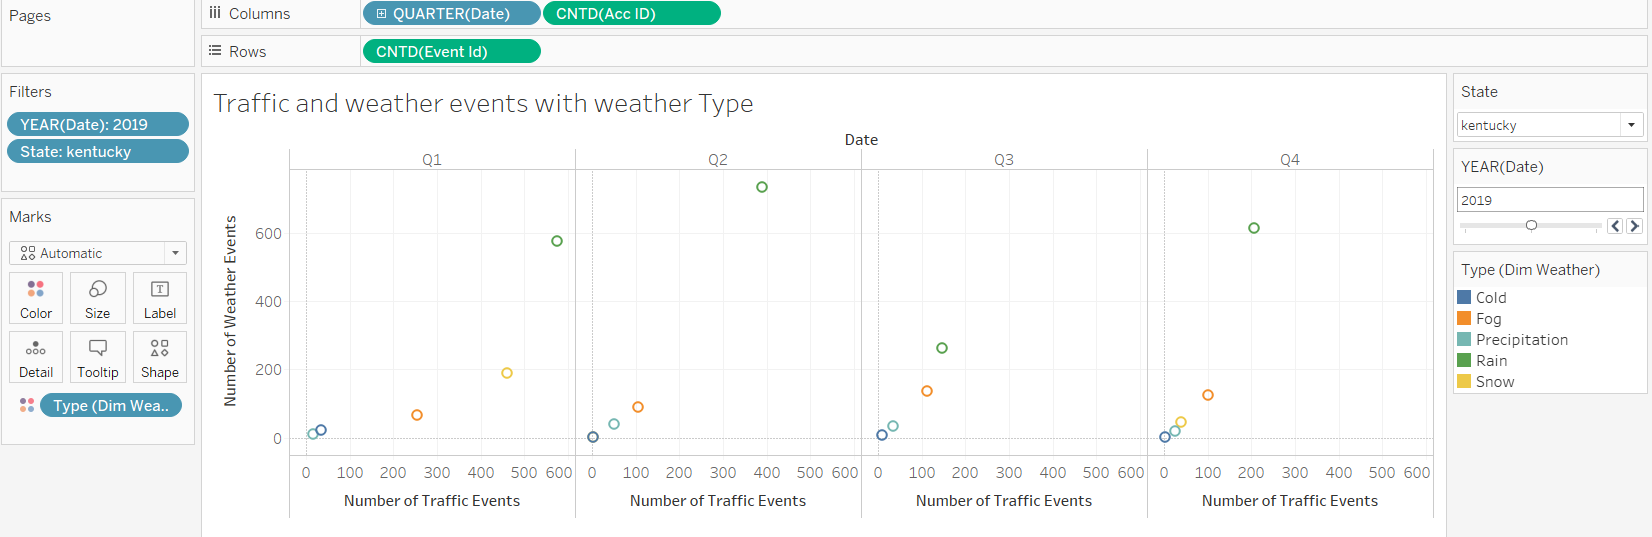 Pages
Columns
QUARTER(Date)
CNTD(Acc ID)
Rows
CNTD(Event Id)
Filters
YEAR(Date): 2019
State: kentucky
Marks
Automatic
Color
Size
Label
Detail
Tooltip
Shape
Type (Dim Wea..
Traffic and weather events with weather Type
Date
Q1
Q2
Q3
Q4
Number of Weather Events
600
400
200
0
0 100 200 300 400 500 600
0 100 200 300 400 500 600
0 100 200 300 400 500 600
0 100 200 300 400 500 600
Number of Traffic Events
Number of Traffic Events
Number of Traffic Events
Number of Traffic Events
State
kentucky
YEAR(Date)
2019
Type (Dim Weather)
Cold
Fog
Precipitation
Rain
Snow